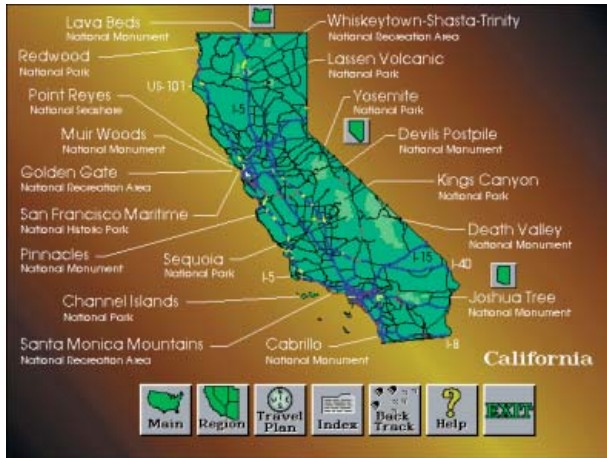 Lava Beds
National Monument
Whiskeytown-Shasta-Trinity
National Recreation Area
Redwood
National Park
Lassen Volcanic
National Park
US-101
I-5
Point Reyes
National Seashore
Yosemite
National Park
Muir Woods
National Monument
Devils Postpile
National Monument
Golden Gate
National Recreation Area
Kings Canyon
National Park
San Francisco Maritime
National Historic Park
Death Valley
National Monument
Pinnacles
National Monument
Sequoia
National Park
I-15
I-40
I-5
Channel Islands
National Park
Joshua Tree
National Monument
Santa Monica Mountains
National Recreation Area
Cabrillo
National Monument
I-8
California
Main
Region
Travel
Plan
Index
Back
Track
Help
EXIT